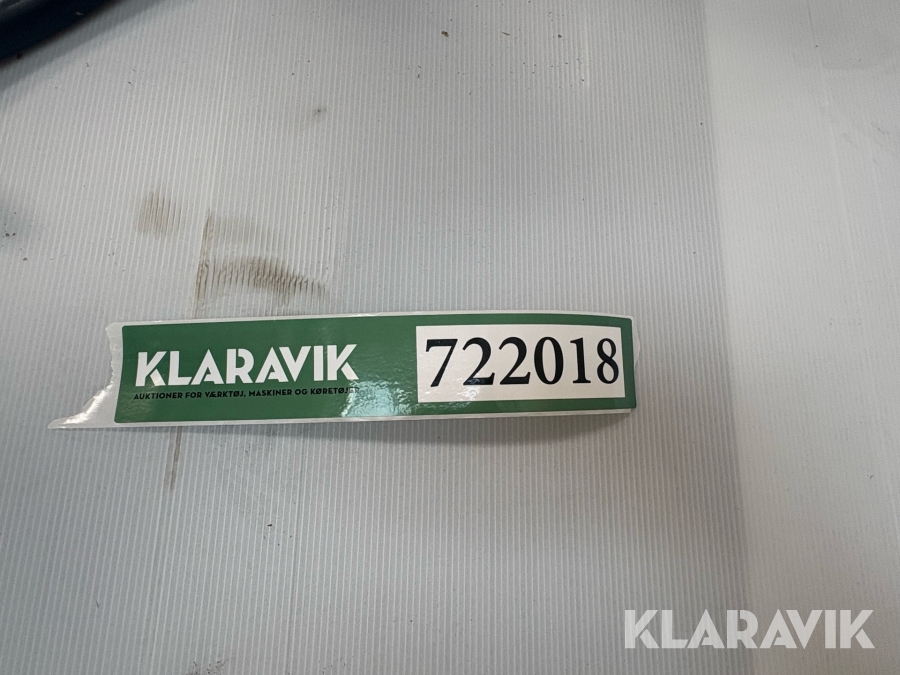 KLARAVIK
AUKTIONER FOR VÆRKTØJ, MASKINER OG KØRETØJER
722018
KLARAVIK